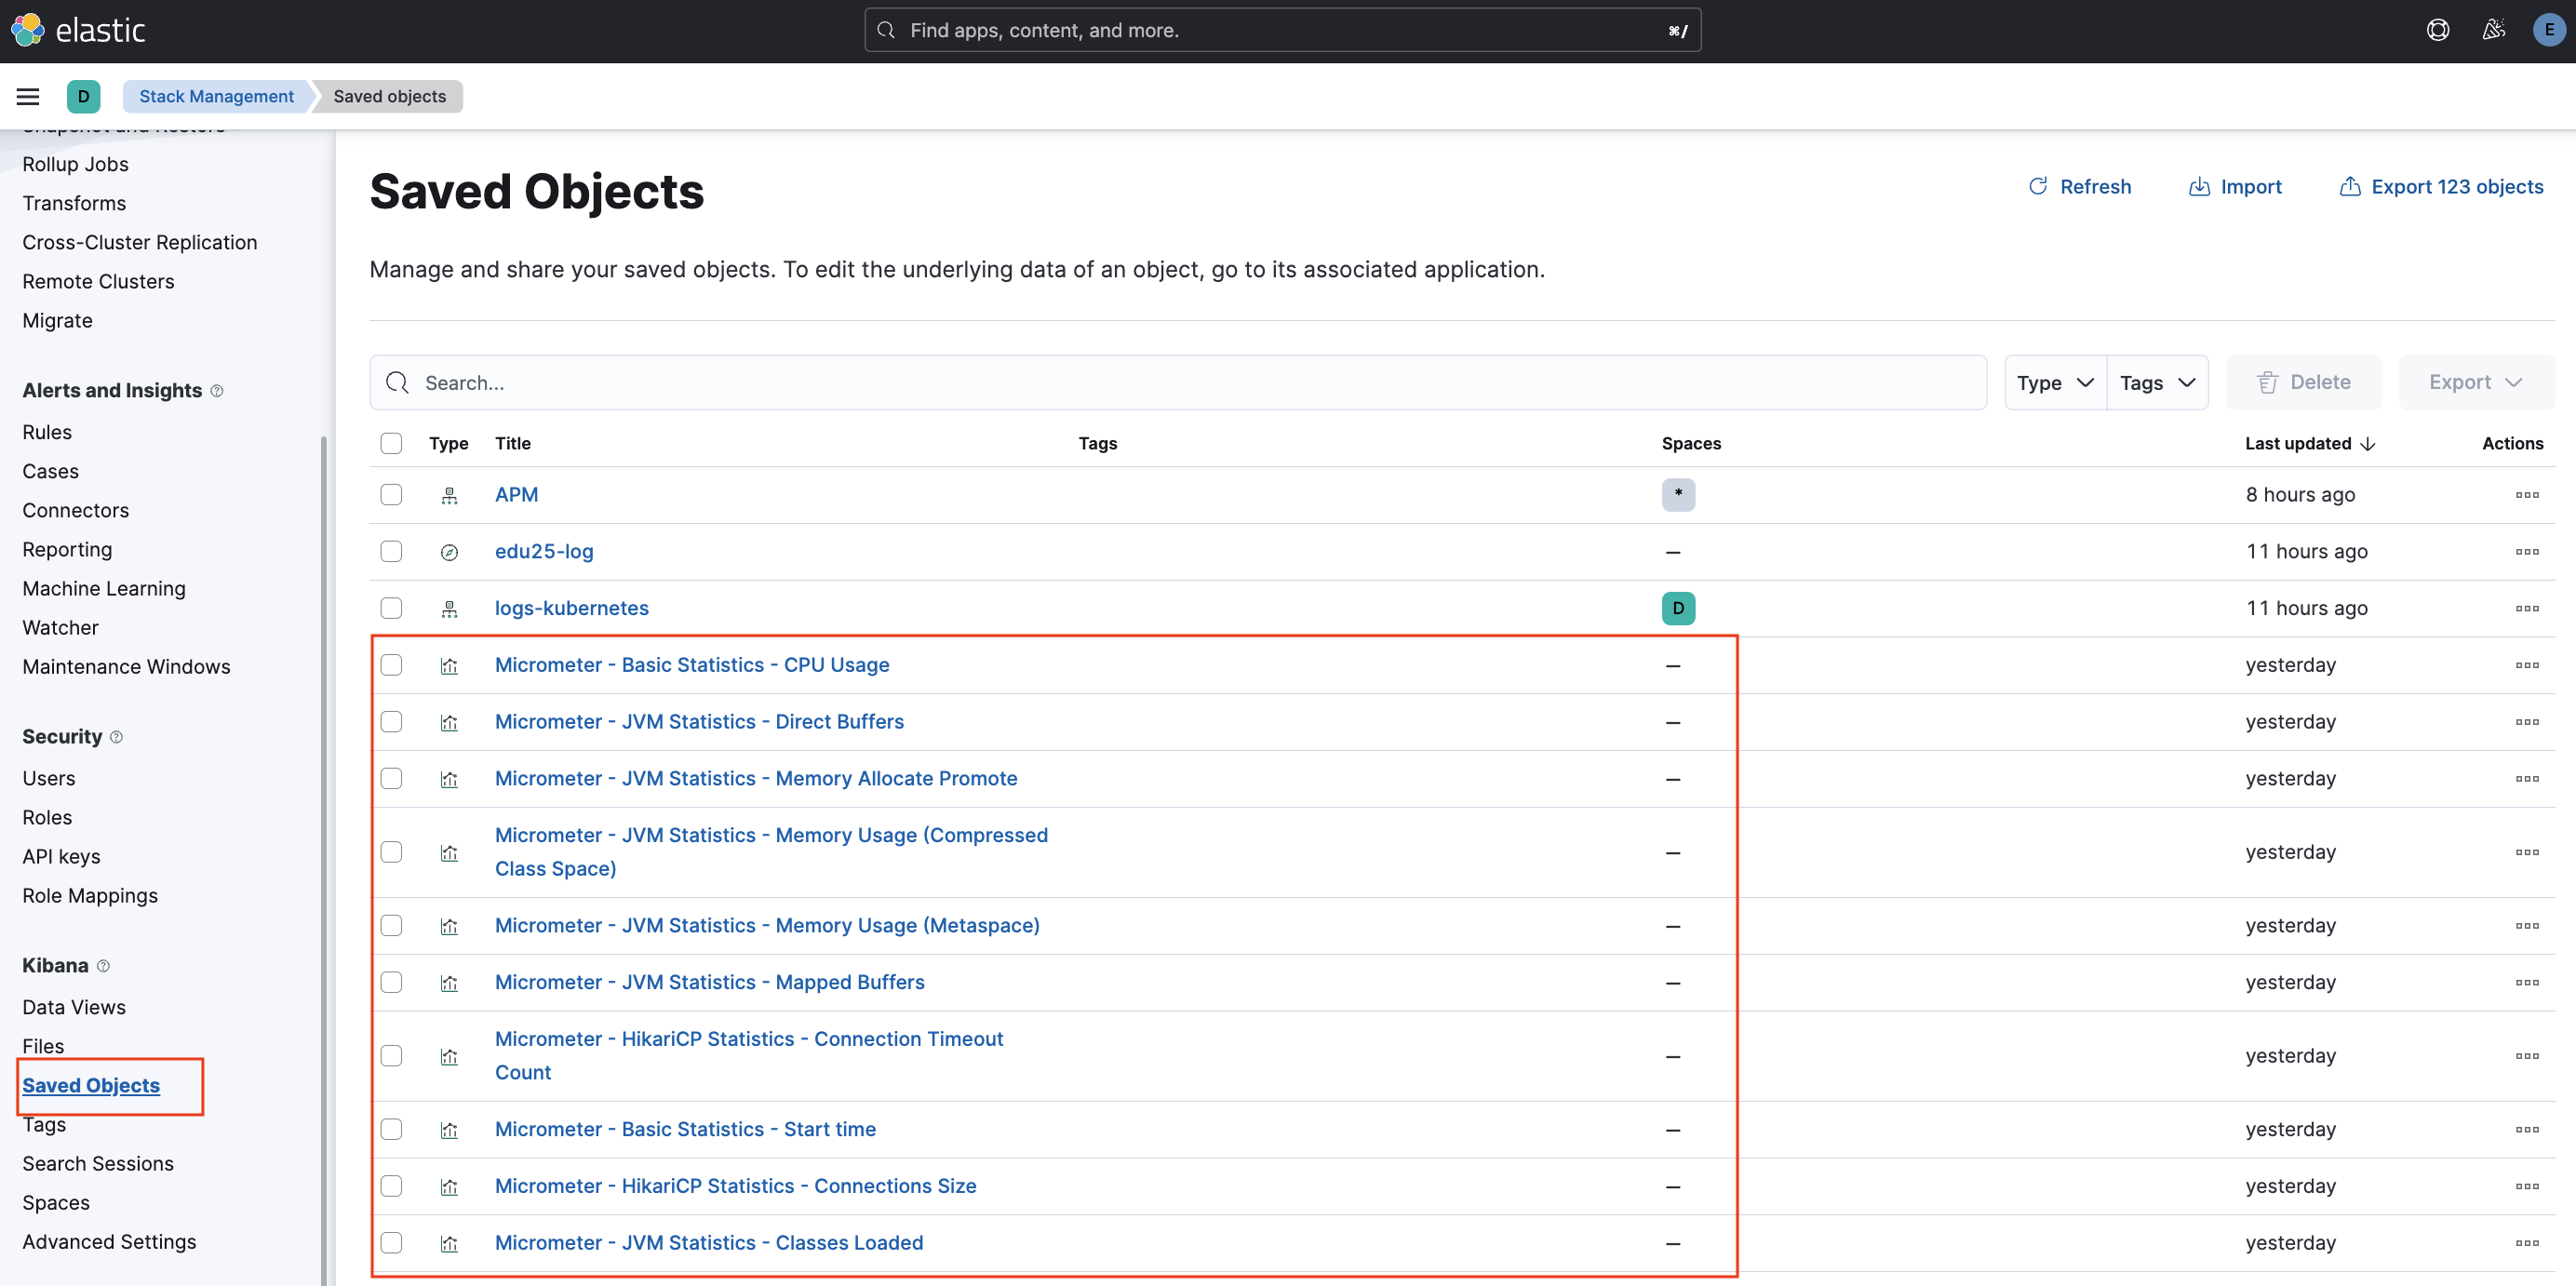 elastic
Find apps, content, and more.
⌘/
E
D
Stack Management
Saved objects
Snapshot and Restore
Rollup Jobs
Transforms
Cross-Cluster Replication
Remote Clusters
Migrate
Alerts and Insights
Rules
Cases
Connectors
Reporting
Machine Learning
Watcher
Maintenance Windows
Security
Users
Roles
API keys
Role Mappings
Kibana
Data Views
Files
Saved Objects
Tags
Search Sessions
Spaces
Advanced Settings
Saved Objects
Refresh
Import
Export 123 objects
Manage and share your saved objects. To edit the underlying data of an object, go to its associated application.
Search...
Type
Tags
Delete
Export
Type Title Tags Spaces Last updated Actions
APM * 8 hours ago
edu25-log – 11 hours ago
logs-kubernetes D 11 hours ago
Micrometer - Basic Statistics - CPU Usage – yesterday
Micrometer - JVM Statistics - Direct Buffers – yesterday
Micrometer - JVM Statistics - Memory Allocate Promote – yesterday
Micrometer - JVM Statistics - Memory Usage (Compressed
Class Space) – yesterday
Micrometer - JVM Statistics - Memory Usage (Metaspace) – yesterday
Micrometer - JVM Statistics - Mapped Buffers – yesterday
Micrometer - HikariCP Statistics - Connection Timeout
Count – yesterday
Micrometer - Basic Statistics - Start time – yesterday
Micrometer - HikariCP Statistics - Connections Size – yesterday
Micrometer - JVM Statistics - Classes Loaded – yesterday